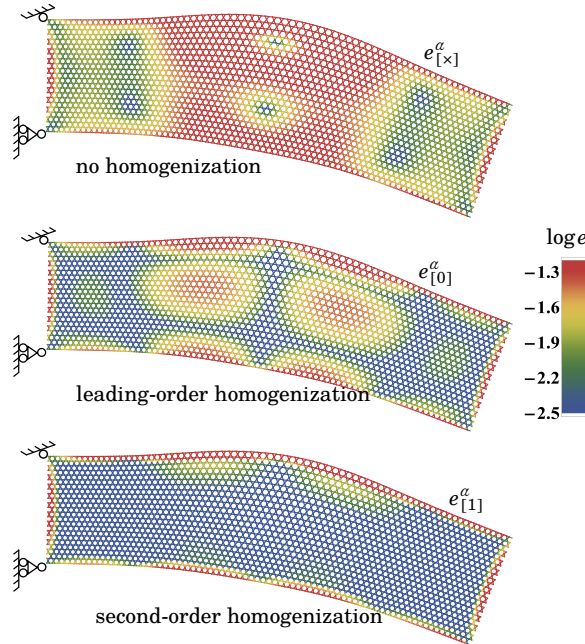 e^α_[×]
no homogenization
log e
e^α_[0]
−1.3
−1.6
−1.9
−2.2
−2.5
leading-order homogenization
e^α_[1]
second-order homogenization